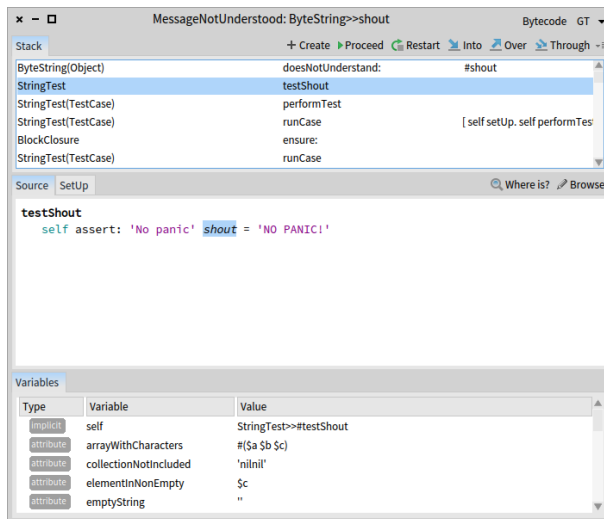 MessageNotUnderstood: ByteString>>shout Bytecode GT
Stack + Create Proceed Restart Into Over Through
ByteString(Object) doesNotUnderstand: #shout
StringTest testShout
StringTest(TestCase) performTest
StringTest(TestCase) runCase [ self setUp. self performTes
BlockClosure ensure:
StringTest(TestCase) runCase
Source SetUp Where is? Browse
testShout
self assert: 'No panic' shout = 'NO PANIC!'
Variables
Type Variable Value
implicit self StringTest>>#testShout
attribute arrayWithCharacters #($a $b $c)
attribute collectionNotIncluded 'nilnil'
attribute elementInNonEmpty $c
attribute emptyString ''